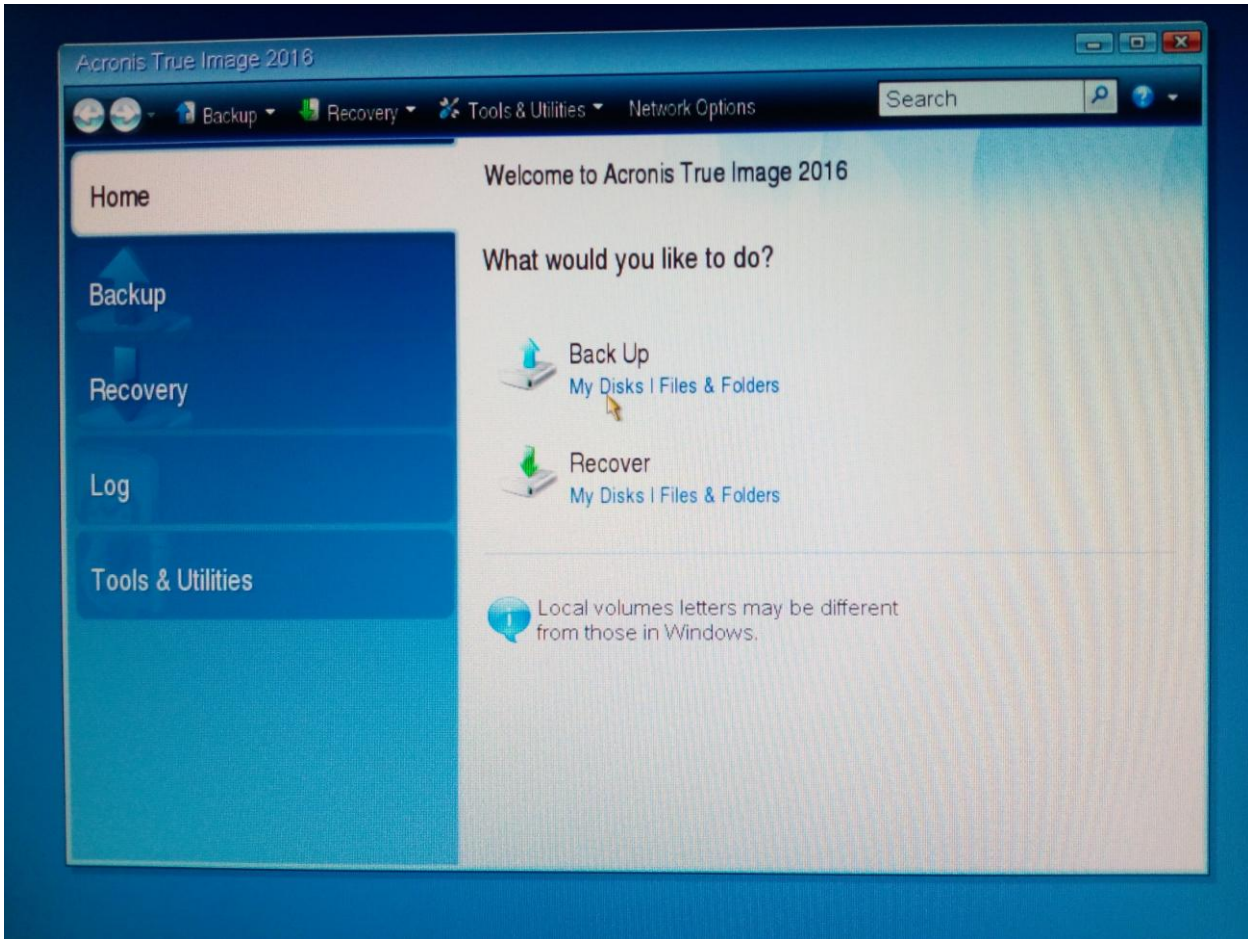 Acronis True Image 2016
Backup Recovery Tools & Utilities Network Options Search
Home
Backup
Recovery
Log
Tools & Utilities
Welcome to Acronis True Image 2016
What would you like to do?
Back Up
My Disks | Files & Folders
Recover
My Disks | Files & Folders
Local volumes letters may be different
from those in Windows.